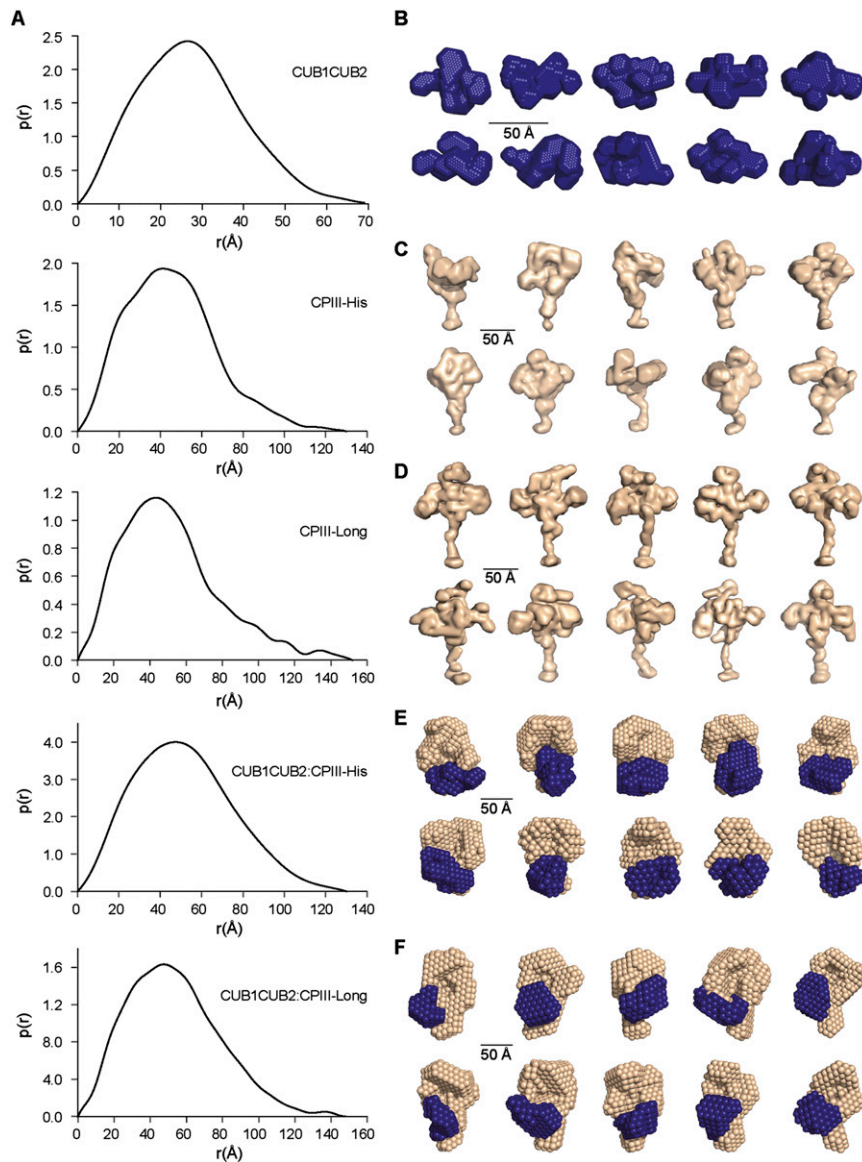 A
2.5
2.0
1.5
1.0
0.5
0.0
p(r)
CUB1CUB2
0 10 20 30 40 50 60 70
r(Å)
2.0
1.5
1.0
0.5
0.0
p(r)
CPIII-His
0 20 40 60 80 100 120 140
r(Å)
1.2
1.0
0.8
0.6
0.4
0.2
0.0
p(r)
CPIII-Long
0 20 40 60 80 100 120 140 160
r(Å)
4.0
3.0
2.0
1.0
0.0
p(r)
CUB1CUB2:CPIII-His
0 20 40 60 80 100 120 140
r(Å)
1.6
1.2
8.0
4.0
0.0
p(r)
CUB1CUB2:CPIII-Long
0 20 40 60 80 100 120 140 160
r(Å)
B
50 Å
C
50 Å
D
50 Å
E
50 Å
F
50 Å